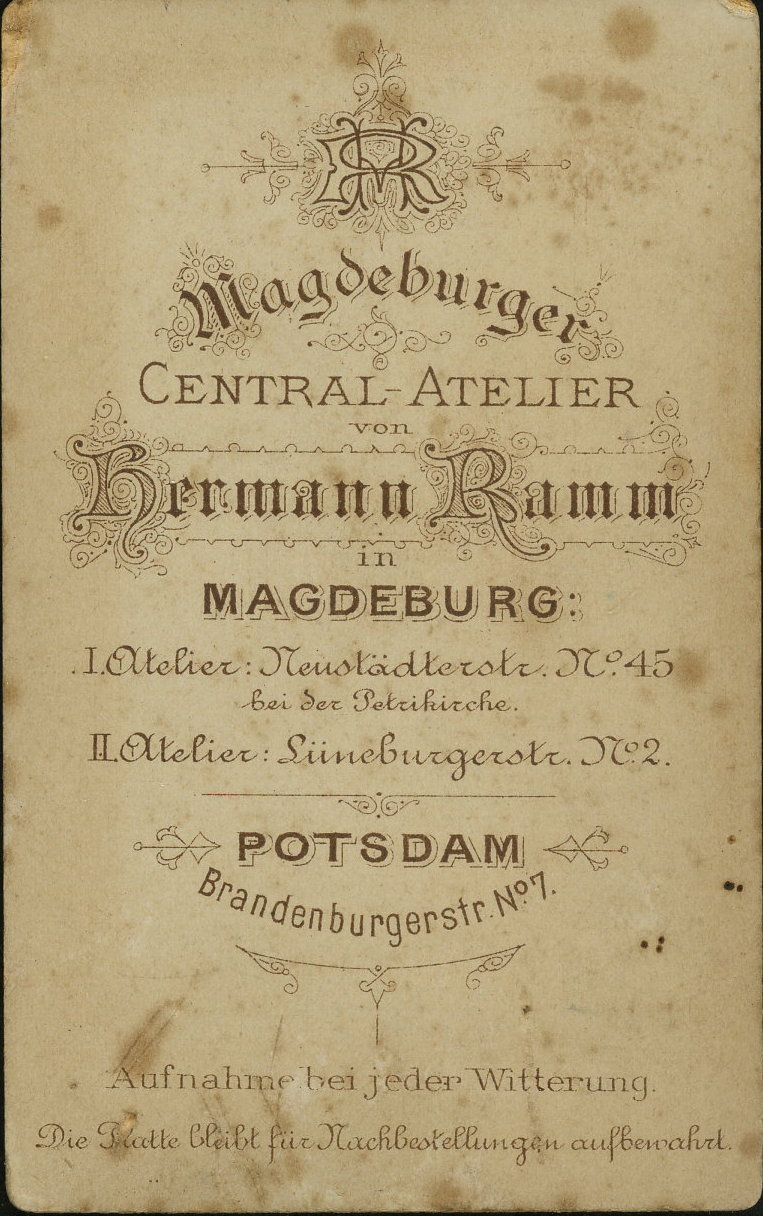 HR
Magdeburger
CENTRAL-ATELIER
von
Hermann Ramm
in
MAGDEBURG:
I. Atelier: Neustädterstr. No. 45
bei der Petrikirche.
II. Atelier: Lüneburgerstr. No. 2.
POTSDAM
Brandenburgerstr. No. 7.
Aufnahme bei jeder Witterung.
Die Platte bleibt für Nachbestellungen aufbewahrt.